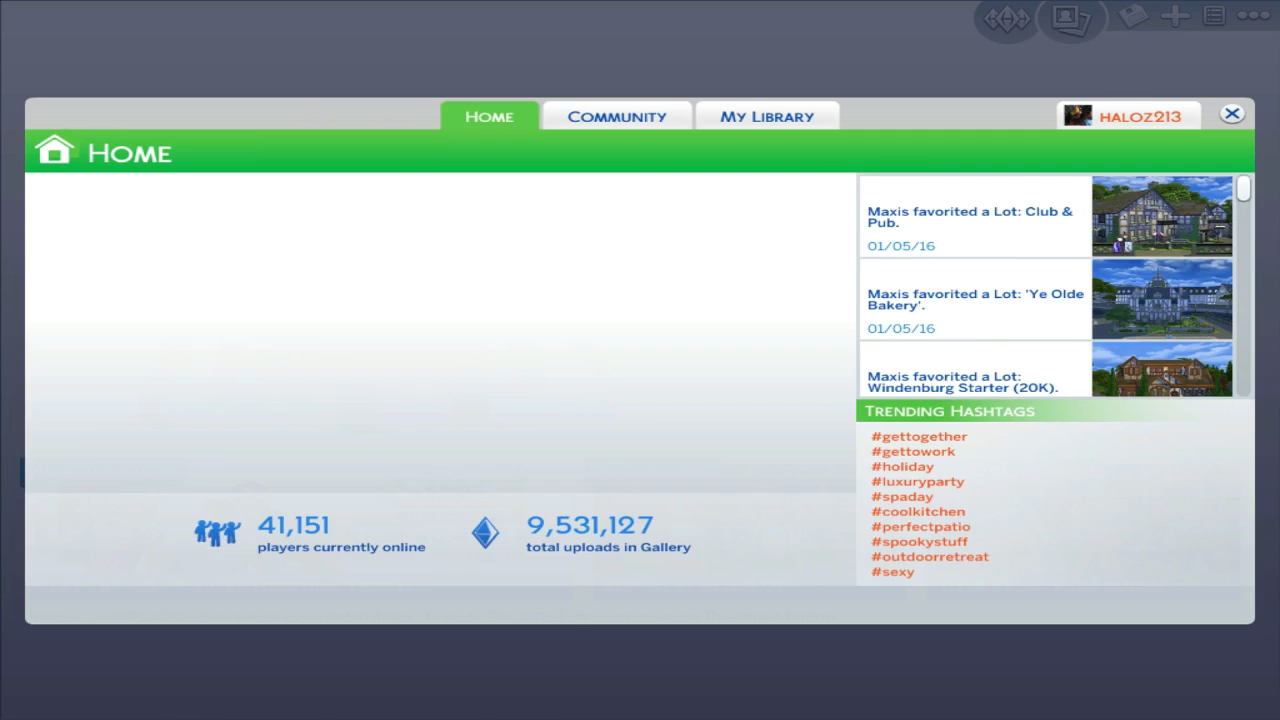 Home
Community
My Library
HALOZ213
Home
Maxis favorited a Lot: Club &
Pub.
01/05/16
Maxis favorited a Lot: 'Ye Olde
Bakery'.
01/05/16
Maxis favorited a Lot:
Windenburg Starter (20K).
Trending Hashtags
#gettogether
#gettowork
#holiday
#luxuryparty
#spaday
#coolkitchen
#perfectpatio
#spookystuff
#outdoorretreat
#sexy
41,151
players currently online
9,531,127
total uploads in Gallery